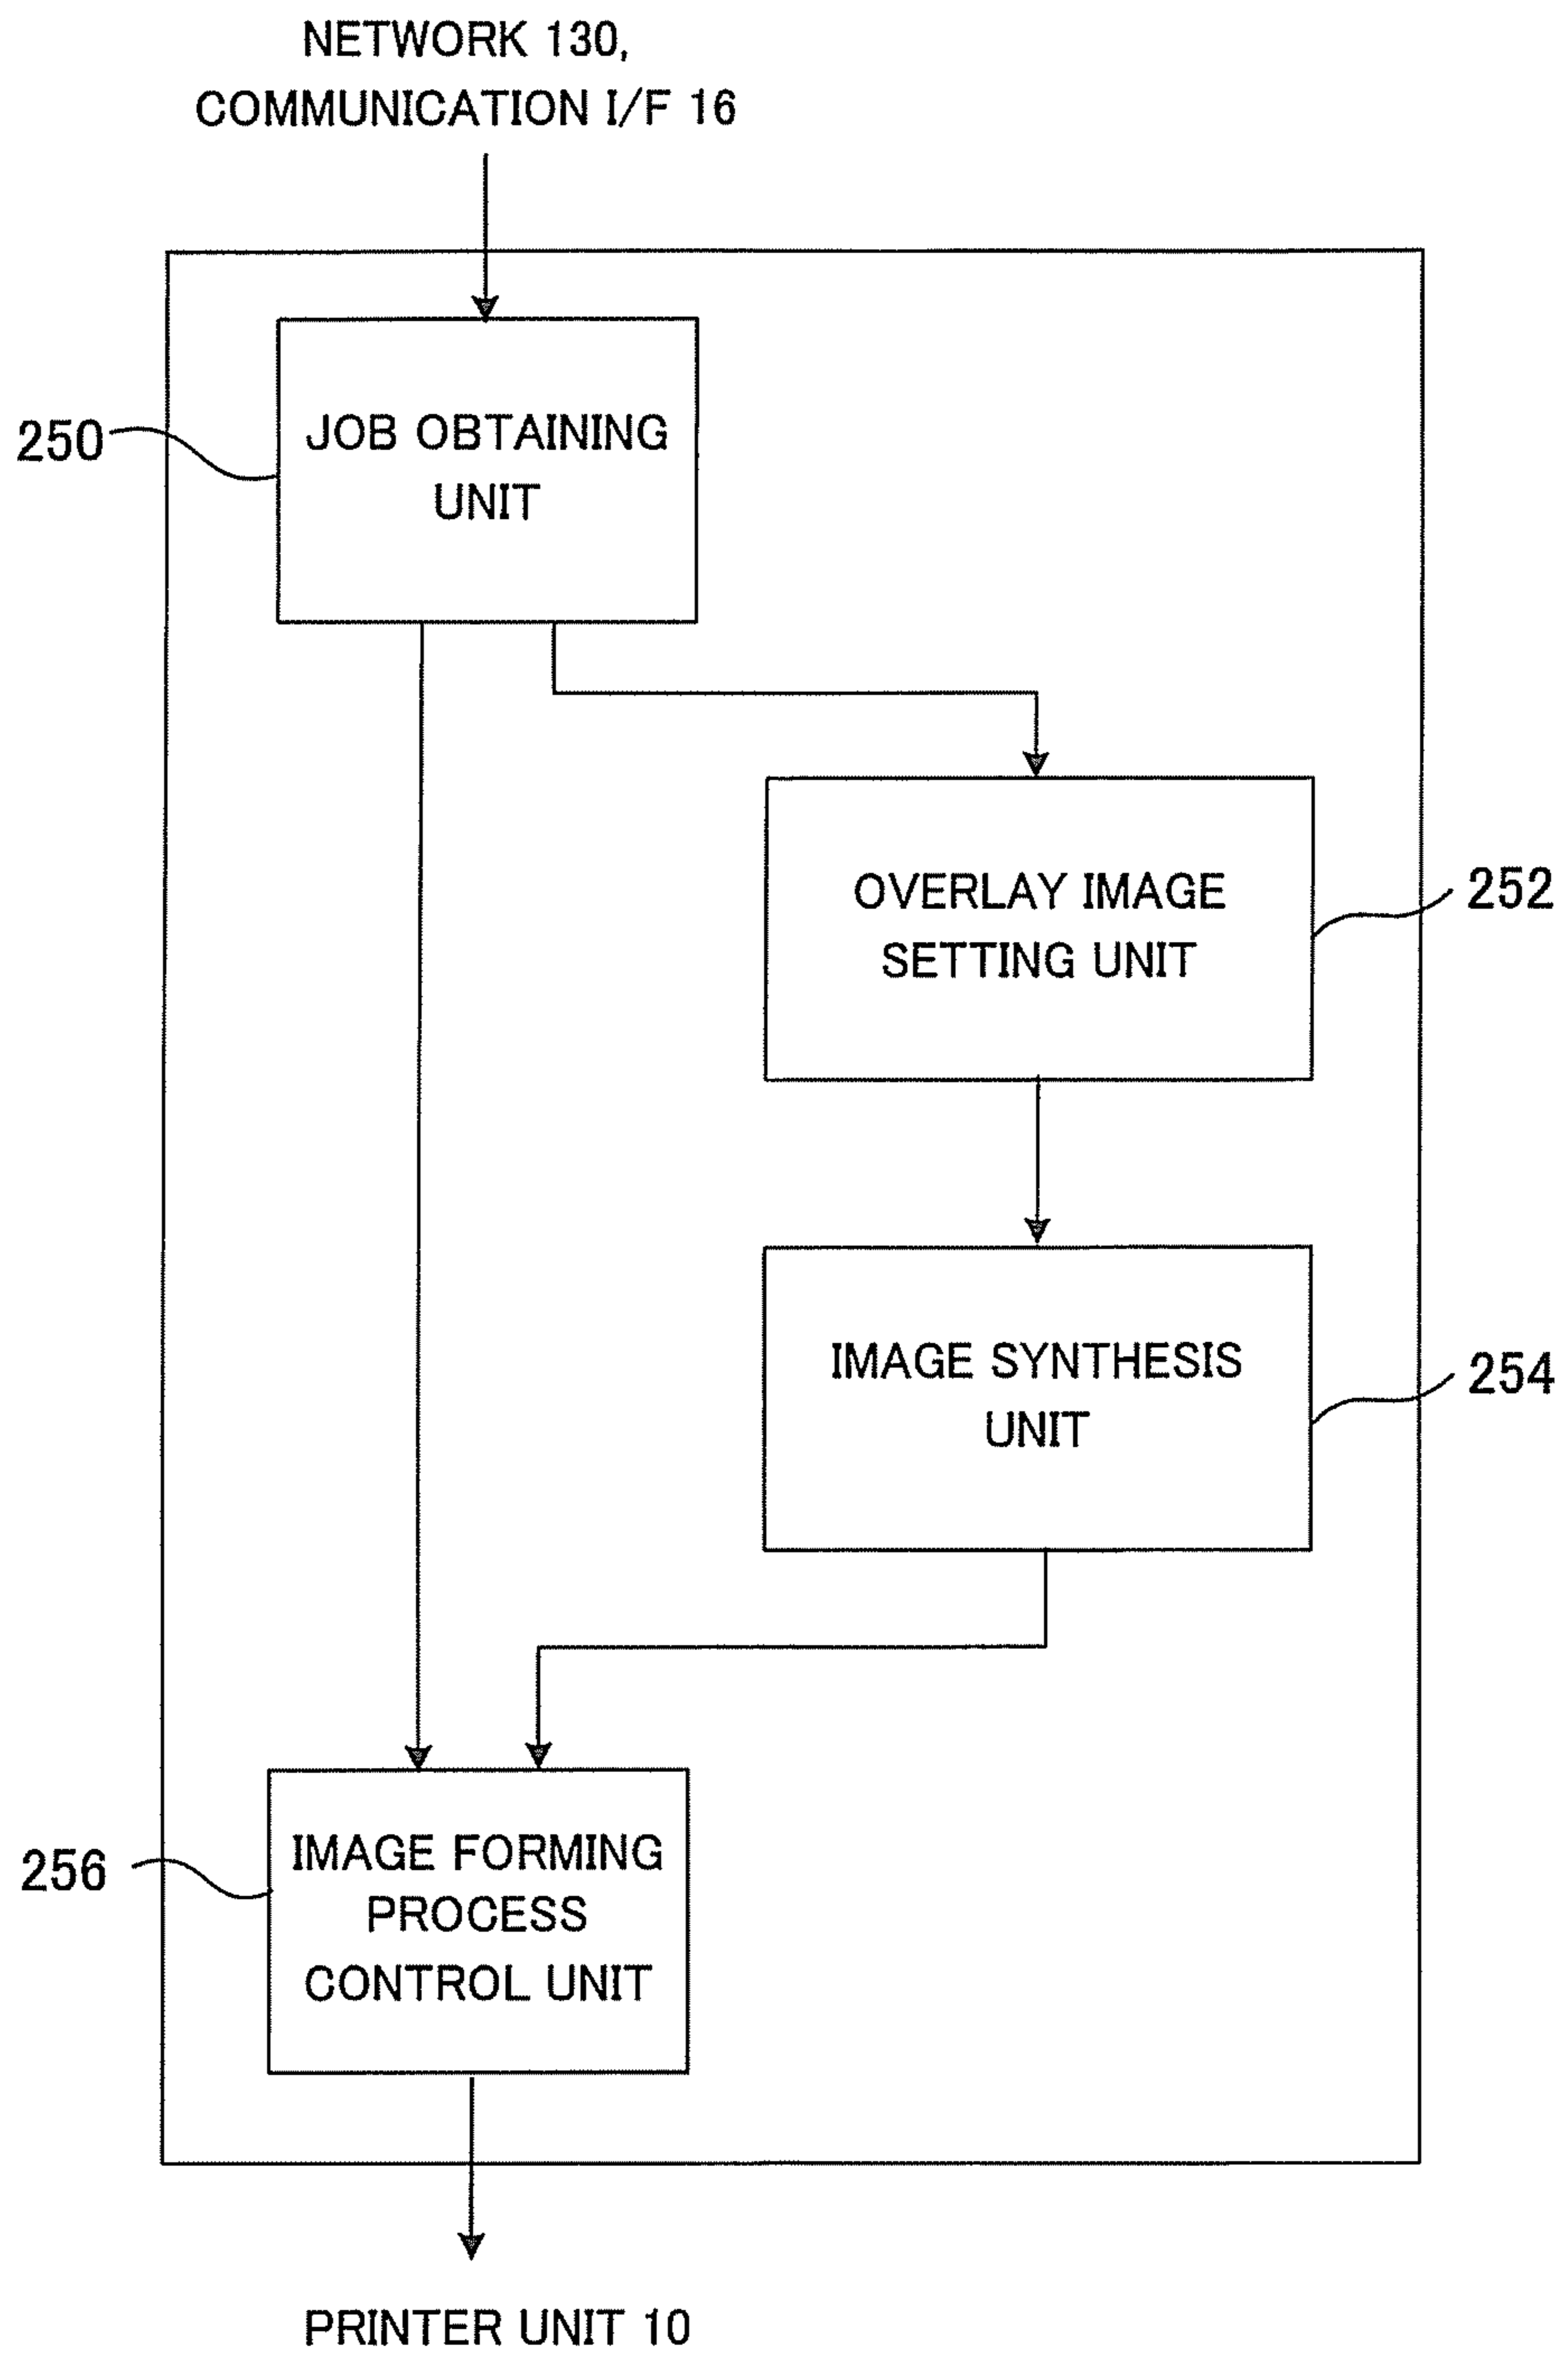 NETWORK 130,
COMMUNICATION I/F 16
250
JOB OBTAINING
UNIT
OVERLAY IMAGE
SETTING UNIT
252
IMAGE SYNTHESIS
UNIT
254
256
IMAGE FORMING
PROCESS
CONTROL UNIT
PRINTER UNIT 10